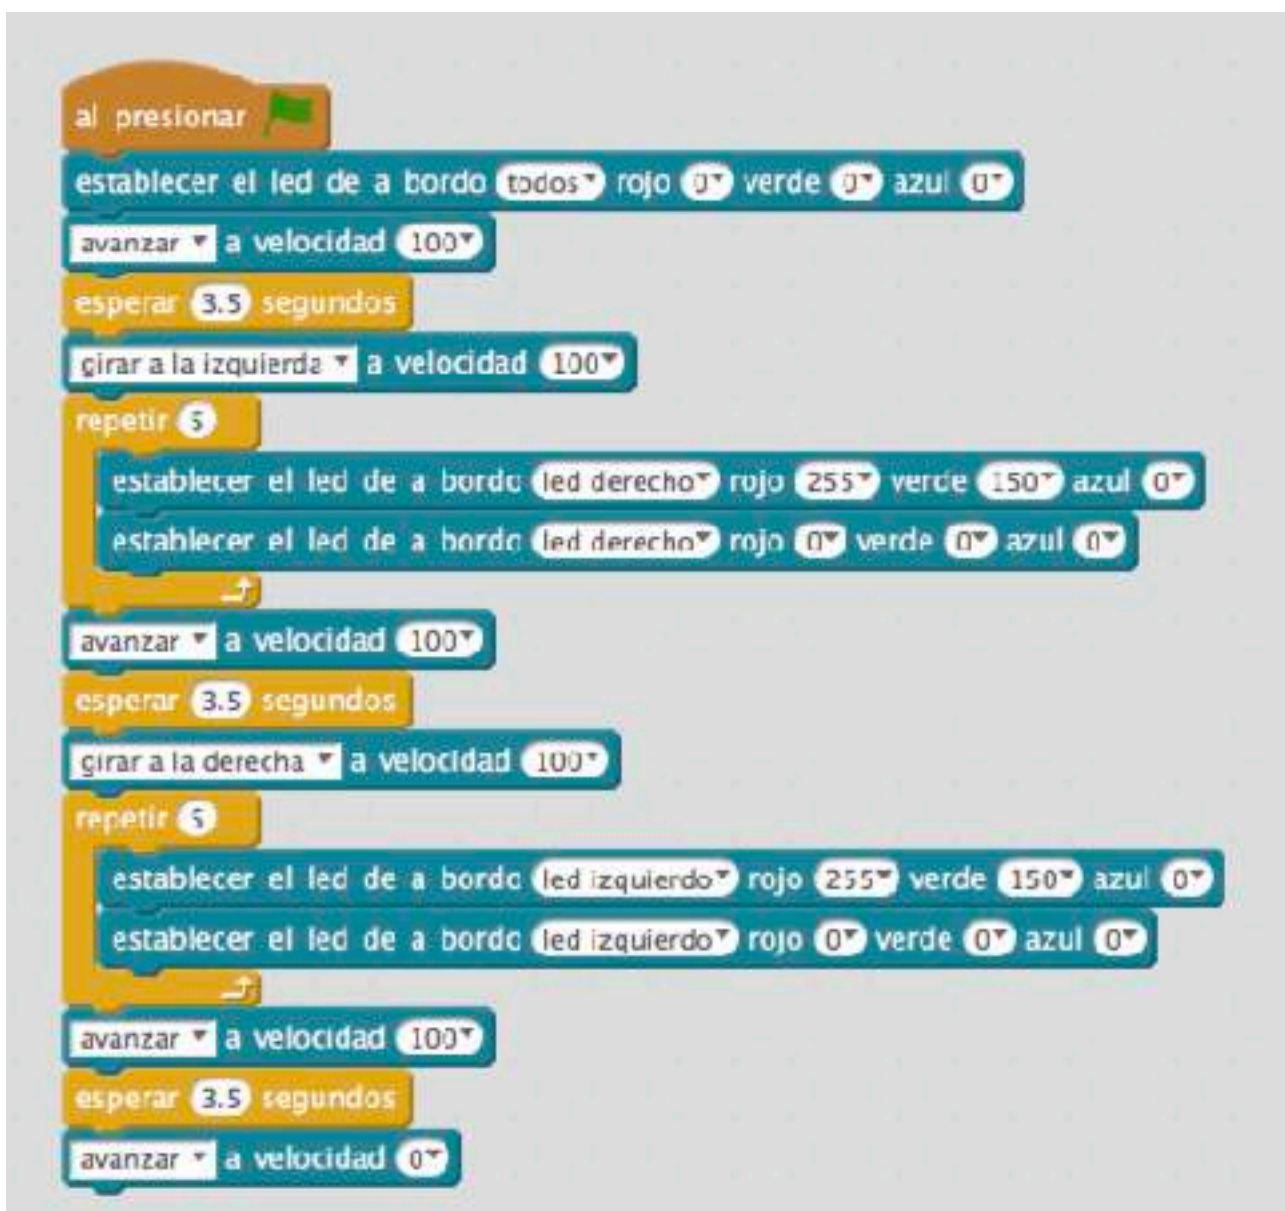 al presionar
establecer el led de a bordo todos rojo 0 verde 0 azul 0
avanzar a velocidad 100
esperar 3.5 segundos
girar a la izquierda a velocidad 100
repetir 5
establecer el led de a bordo led derecho rojo 255 verde 150 azul 0
establecer el led de a bordo led derecho rojo 0 verde 0 azul 0
avanzar a velocidad 100
esperar 3.5 segundos
girar a la derecha a velocidad 100
repetir 5
establecer el led de a bordo led izquierdo rojo 255 verde 150 azul 0
establecer el led de a bordo led izquierdo rojo 0 verde 0 azul 0
avanzar a velocidad 100
esperar 3.5 segundos
avanzar a velocidad 0